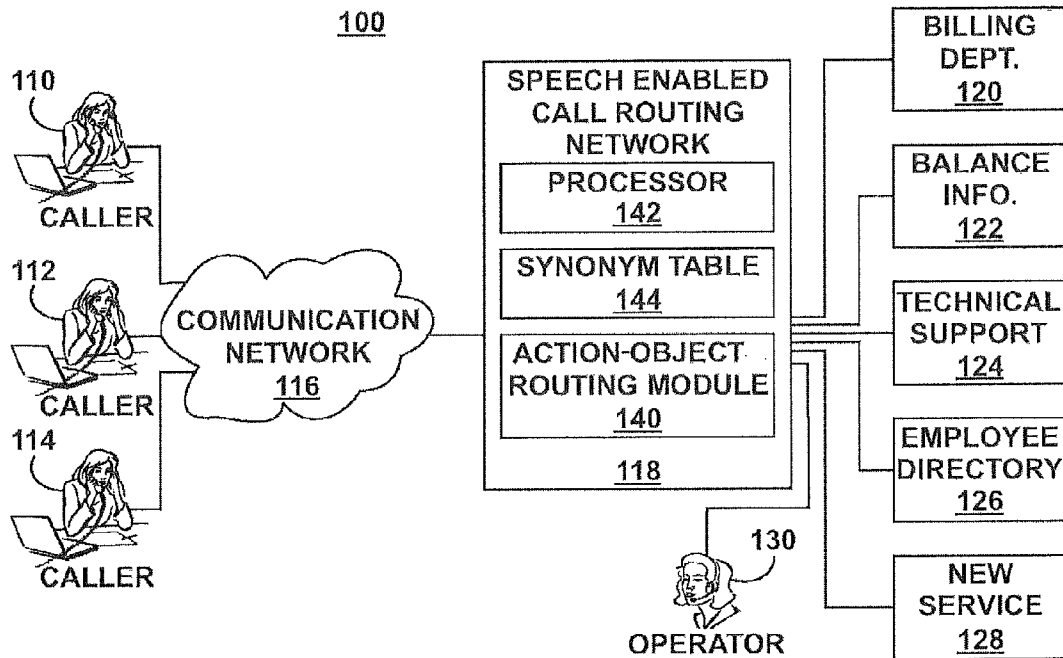 100
110
CALLER
112
CALLER
114
CALLER
COMMUNICATION
NETWORK
116
SPEECH ENABLED
CALL ROUTING
NETWORK
PROCESSOR
142
SYNONYM TABLE
144
ACTION-OBJECT
ROUTING MODULE
140
118
130
OPERATOR
BILLING
DEPT.
120
BALANCE
INFO.
122
TECHNICAL
SUPPORT
124
EMPLOYEE
DIRECTORY
126
NEW
SERVICE
128